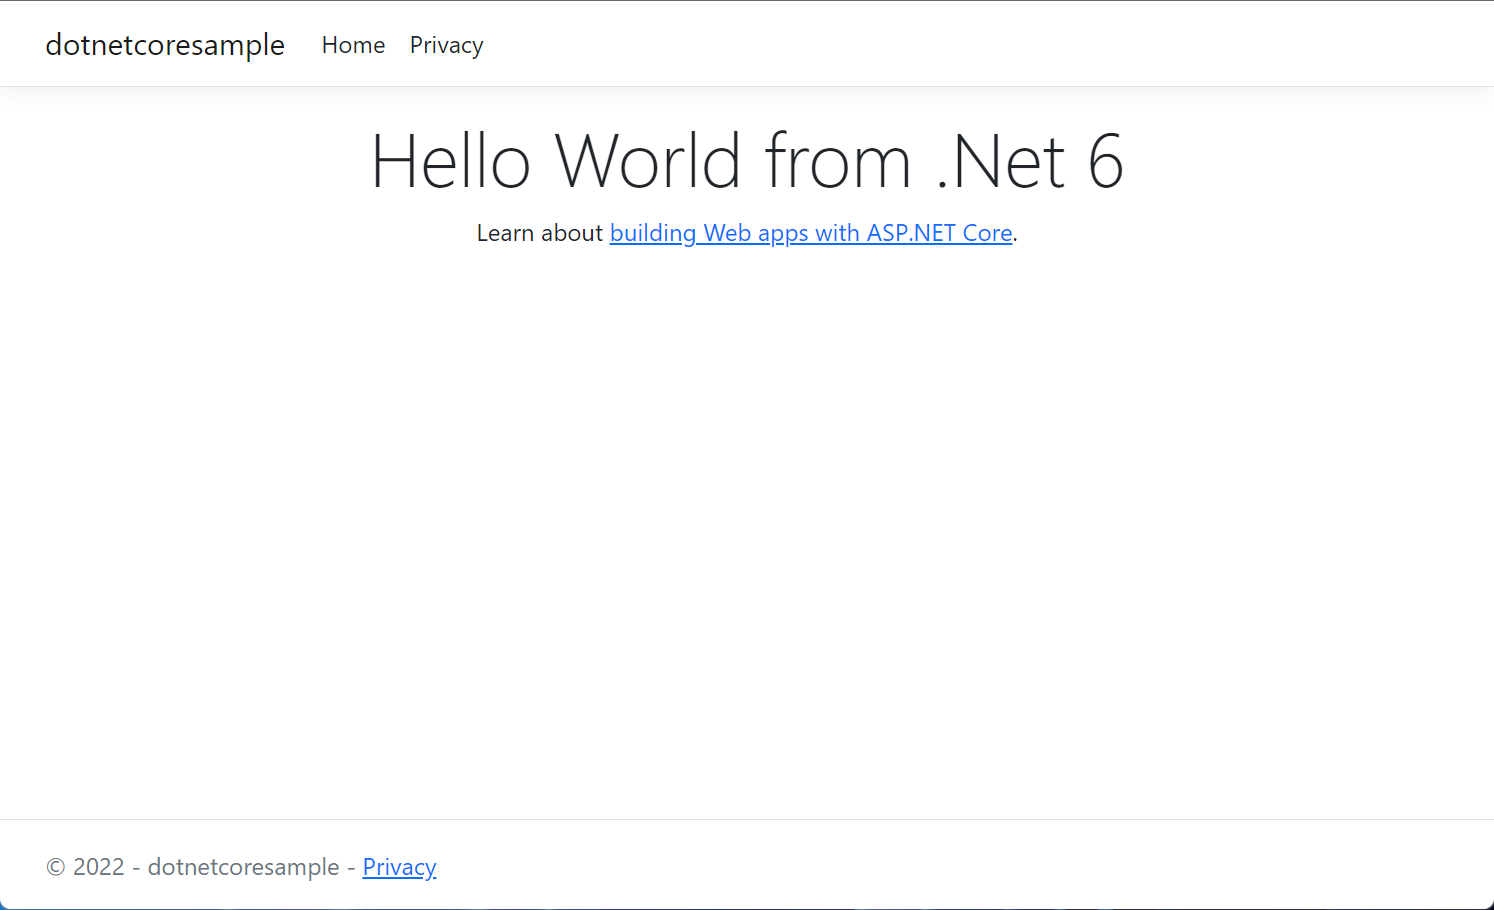 dotnetcoresample Home Privacy
Hello World from .Net 6
Learn about building Web apps with ASP.NET Core.
© 2022 - dotnetcoresample - Privacy